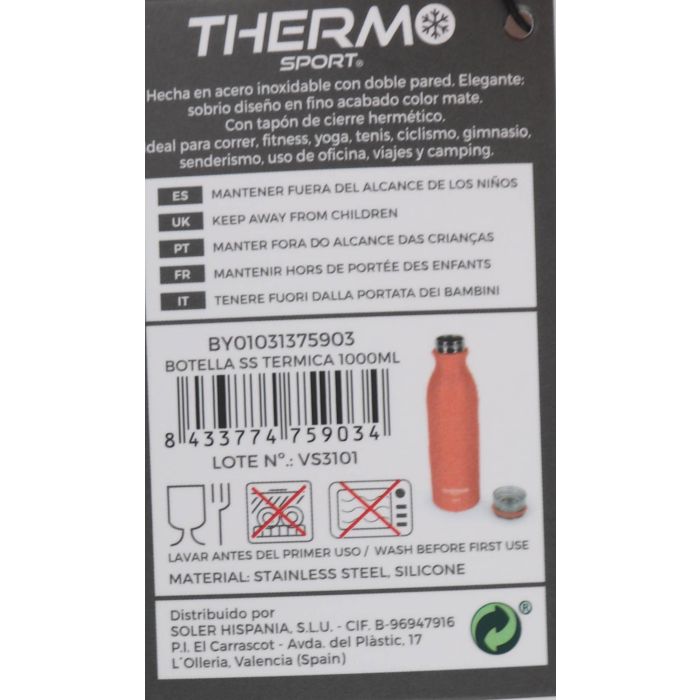 THERMO
SPORT®
Hecha en acero inoxidable con doble pared. Elegante:
sobrio diseño en fino acabado color mate.
Con tapón de cierre hermético.
deal para correr, fitness, yoga, tenis, ciclismo, gimnasio,
senderismo, uso de oficina, viajes y camping.
ES MANTENER FUERA DEL ALCANCE DE LOS NIÑOS
UK KEEP AWAY FROM CHILDREN
PT MANTER FORA DO ALCANCE DAS CRIANÇAS
FR MANTENIR HORS DE PORTÉE DES ENFANTS
IT TENERE FUORI DALLA PORTATA DEI BAMBINI
BY01031375903
BOTELLA SS TERMICA 1000ML
8 433774 759034
LOTE Nº.: VS3101
LAVAR ANTES DEL PRIMER USO / WASH BEFORE FIRST USE
MATERIAL: STAINLESS STEEL, SILICONE
Distribuido por
SOLER HISPANIA, S.L.U. - CIF. B-96947916
P.I. El Carrascot - Avda. del Plàstic, 17
L´Olleria, Valencia (Spain)
®